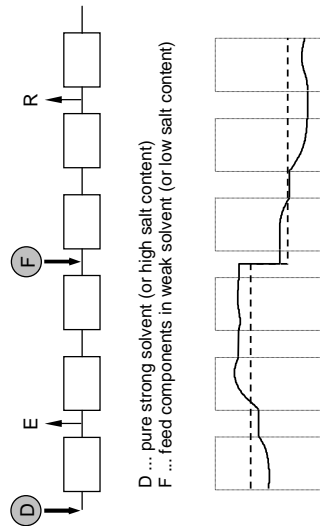 D
E
F
R
D ... pure strong solvent (or high salt content)
F ... feed components in weak solvent (or low salt content)